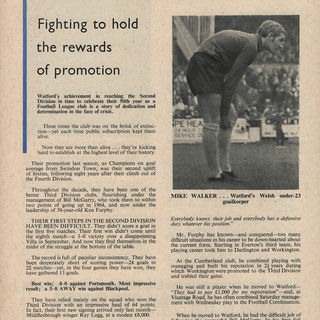 Fighting to hold
the rewards
of promotion
Watford's achievement in reaching the Second
Division in time to celebrate their 50th year as a
Football League club is a story of dedication and
determination in the face of crisis.
Three times the club was on the brink of extinc-
tion—yet each time public subscription kept them
alive.
Now they are more than alive . . . they're kicking
hard to establish at the highest level of their history.
Their promotion last season, as Champions on goal
average from Swindon Town, was their second uplift
of Sixties, following eight years after their climb out of
the Fourth Division.
Throughout the decade, they have been one of the
better Third Division clubs, flourishing under the
management of Bill McGarry, who took them to within
two points of going up in 1964, and now under the
leadership of 36-year-old Ken Furphy.
THEIR FIRST STEPS IN THE SECOND DIVISION
HAVE BEEN DIFFICULT. They didn't score a goal in
the first five matches. Their first win didn't come until
the eighth match—a 3-0 victory over a disappointing
Villa in September. And now they find themselves in the
midst of the struggle at the bottom of the table.
The record is full of peculiar inconsistency. They have
been desperately short of scoring power—24 goals in
22 matches—yet, in the four games they have won, they
have gathered 13 goals.
Best win: 4-0 against Portsmouth. Most impressive
result; a 3-0 AWAY win against Blackpool.
They have relied mainly on the squad who won the
Third Division with an impressive haul of 64 points.
In fact, their first new signing arrived only last month—
Middlesbrough winger Ray Lugg, at a modest £1,000.
MIKE WALKER . . . Watford's Welsh under-23
goalkeeper
Everybody knows their job and everybody has a defensive
duty whatever his position."
Mr. Furphy has known—and conquered—too many
difficult situations in his career to be down-hearted about
the current form. Starting in Everton's third team, his
playing career took him to Darlington and Workington.
At the Cumberland club, he combined playing with
managing and built his reputation in 2½ years during
which Workington were promoted to the Third Division
and trebled their gates.
He was still a player when he moved to Watford—
"They had to pay £1,000 for my registration"—and, at
Vicarage Road, he has often combined Saturday manage-
ment with Wednesday play in the Football Combination.
When he moved to Watford, he had the difficult job of